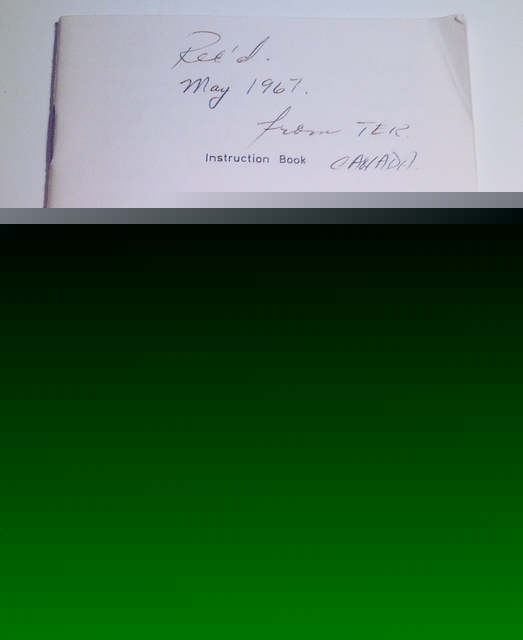 Rec'd.
May 1967.
from TER.
Instruction Book CANADA.